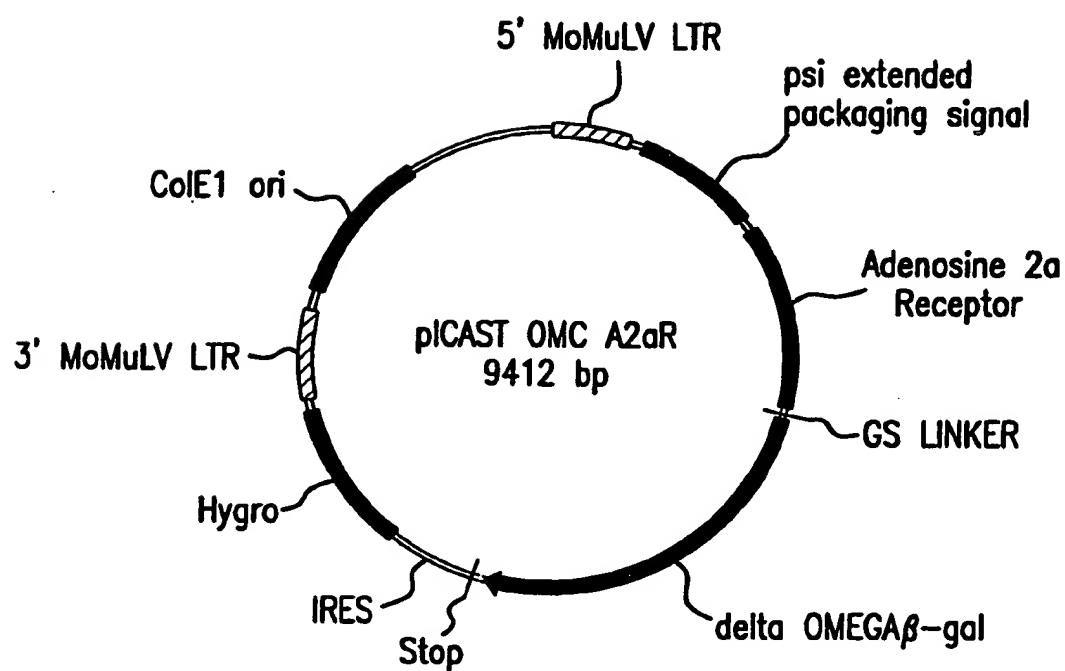 5' MoMuLV LTR
psi extended
packaging signal
ColE1 ori
Adenosine 2a
Receptor
pICAST OMC A2aR
9412 bp
3' MoMuLV LTR
GS LINKER
Hygro
IRES
Stop
delta OMEGAβ-gal